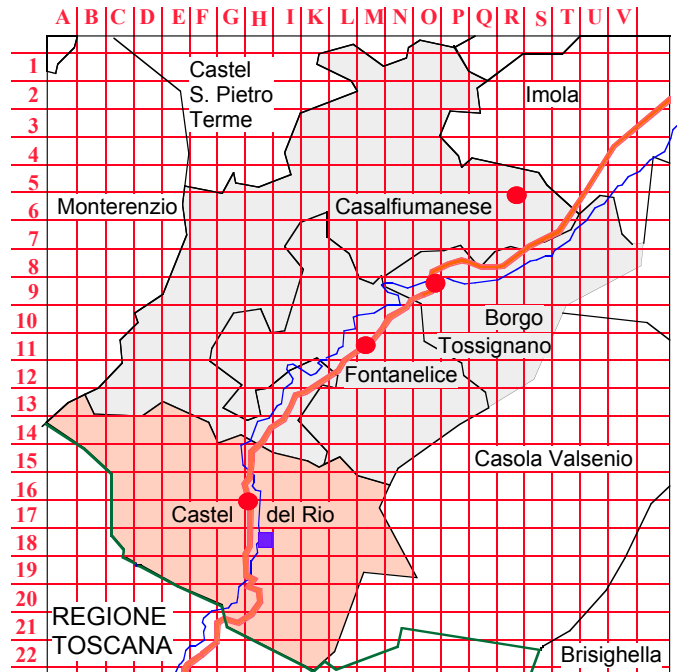 A B C D E F G H I K L M N O P Q R S T U V
1
Castel
2
S. Pietro
Imola
Terme
3
4
5
6
Monterenzio
Casalfiumanese
7
8
9
10
Borgo
11
Tossignano
12
Fontanelice
13
14
15
Casola Valsenio
16
17
Castel del Rio
18
19
20
REGIONE
21
TOSCANA
22
Brisighella